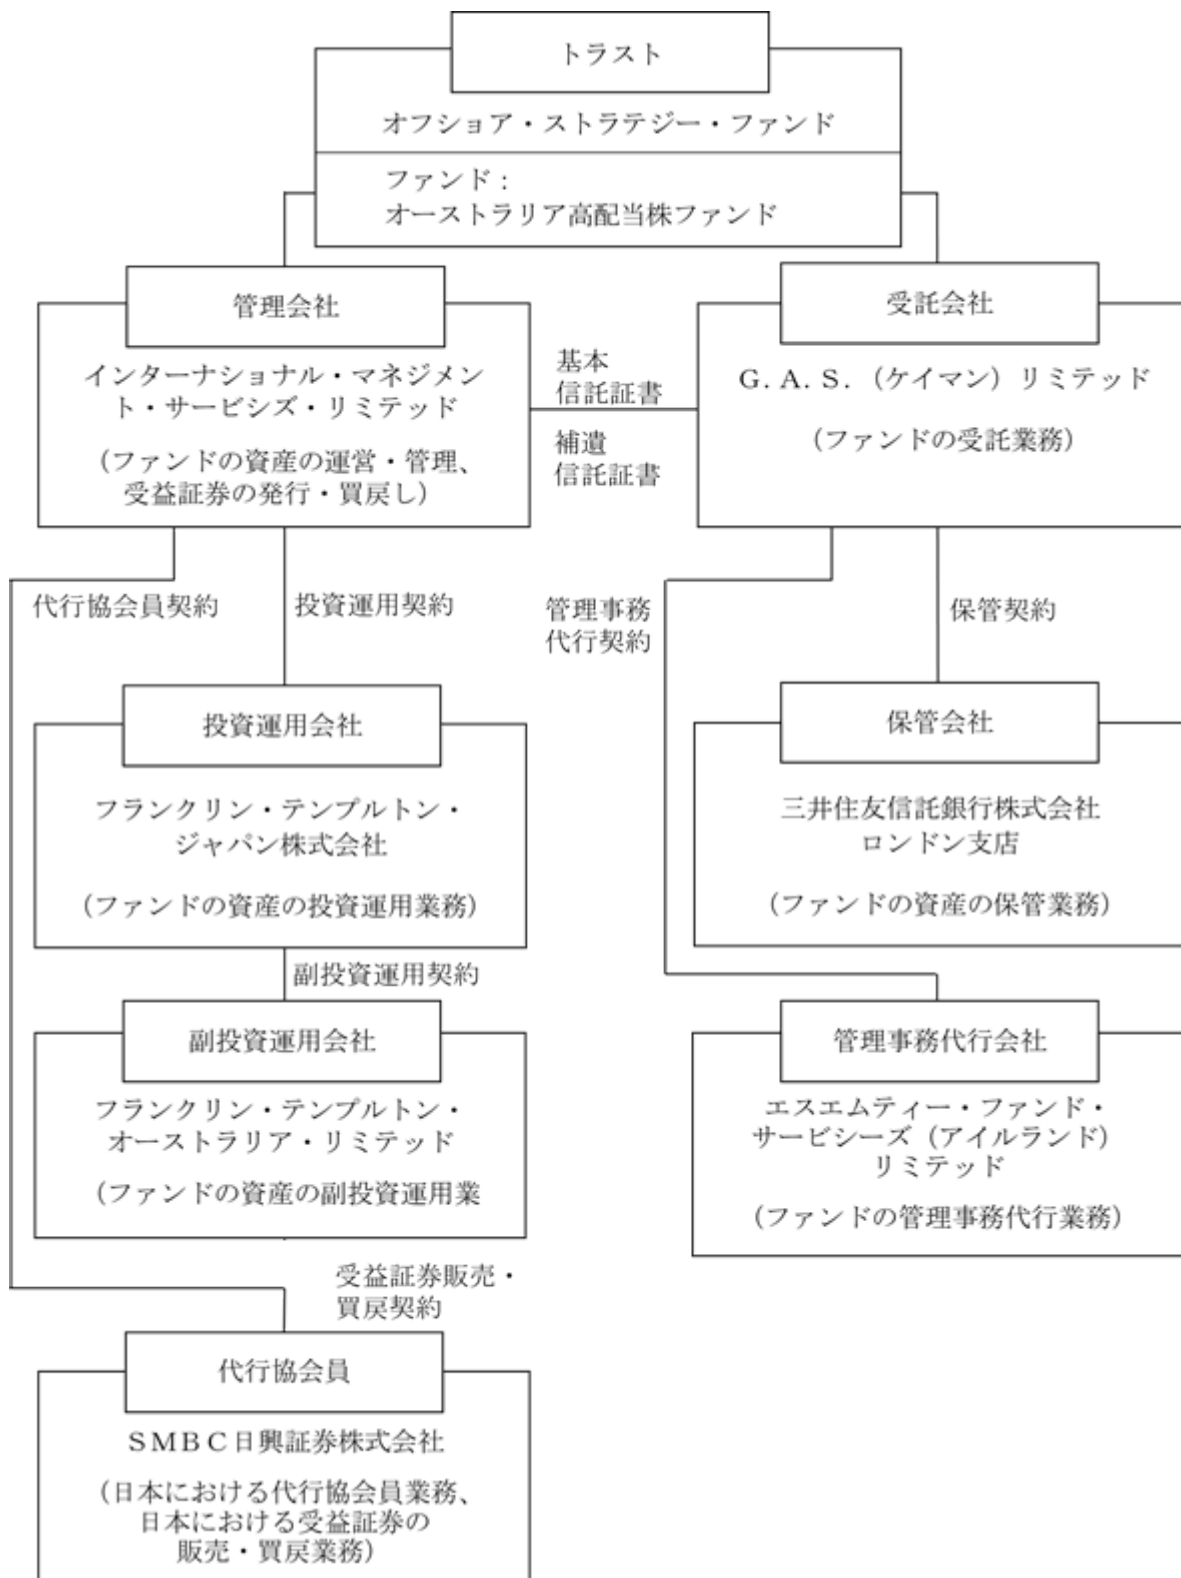 トラスト
オフショア・ストラテジー・ファンド
ファンド：
オーストラリア高配当株ファンド
管理会社
インターナショナル・マネジメン
ト・サービシズ・リミテッド
（ファンドの資産の運営・管理、
受益証券の発行・買戻し）
基本
信託証書
補遺
信託証書
受託会社
Ｇ．Ａ．Ｓ．（ケイマン）リミテッド
（ファンドの受託業務）
代行協会員契約
投資運用契約
管理事務
代行契約
保管契約
投資運用会社
フランクリン・テンプルトン・
ジャパン株式会社
（ファンドの資産の投資運用業務）
保管会社
三井住友信託銀行株式会社
ロンドン支店
（ファンドの資産の保管業務）
副投資運用契約
副投資運用会社
フランクリン・テンプルトン・
オーストラリア・リミテッド
（ファンドの資産の副投資運用業
管理事務代行会社
エスエムティー・ファンド・
サービシーズ（アイルランド）
リミテッド
（ファンドの管理事務代行業務）
受益証券販売・
買戻契約
代行協会員
ＳＭＢＣ日興証券株式会社
（日本における代行協会員業務、
日本における受益証券の
販売・買戻業務）